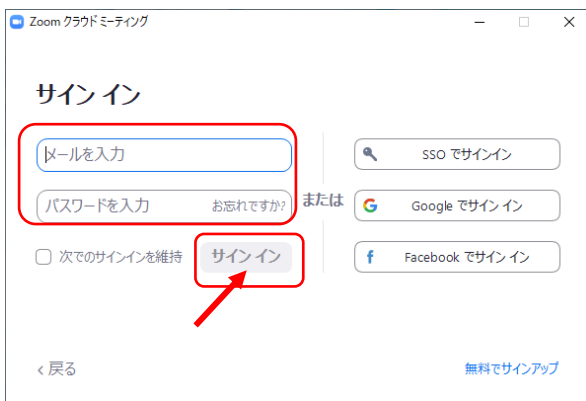 Zoom クラウド ミーティング
サイン イン
メールを入力
パスワードを入力 お忘れですか?
次でのサインインを維持 サイン イン
または
SSO でサインイン
Google でサイン イン
Facebook でサイン イン
戻る
無料でサインアップ